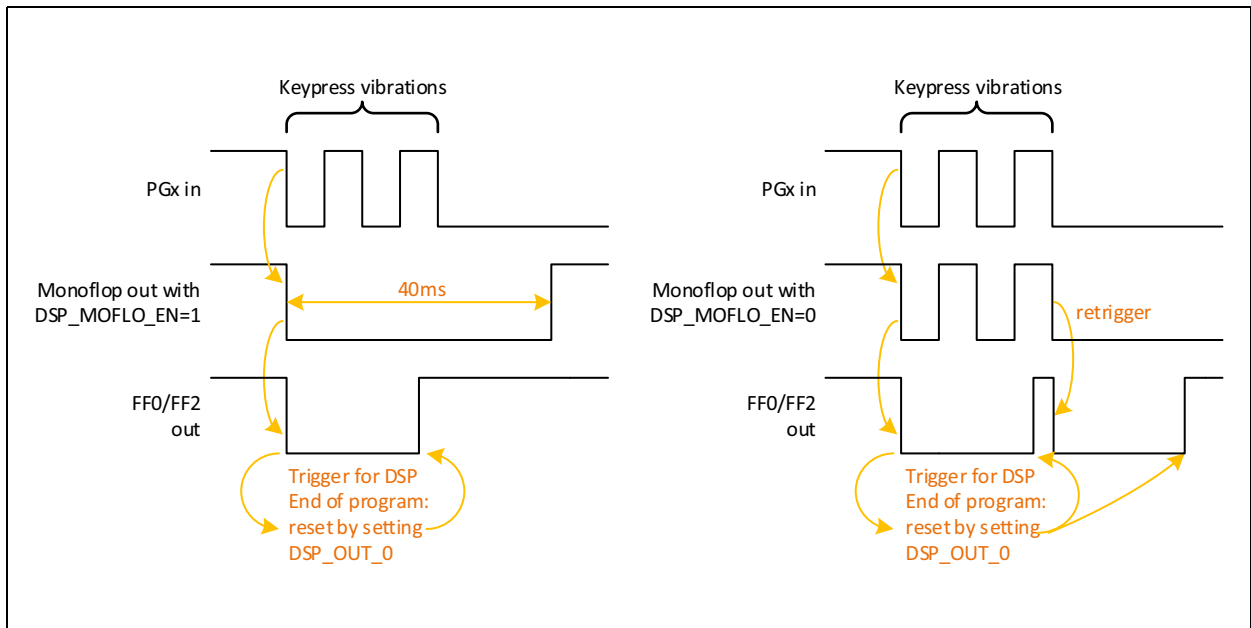 Keypress vibrations
PGx in
Monoflop out with
DSP_MOFLO_EN=1
40ms
FF0/FF2
out
Trigger for DSP
End of program:
reset by setting
DSP_OUT_0
Keypress vibrations
PGx in
Monoflop out with
DSP_MOFLO_EN=0
retrigger
FF0/FF2
out
Trigger for DSP
End of program:
reset by setting
DSP_OUT_0